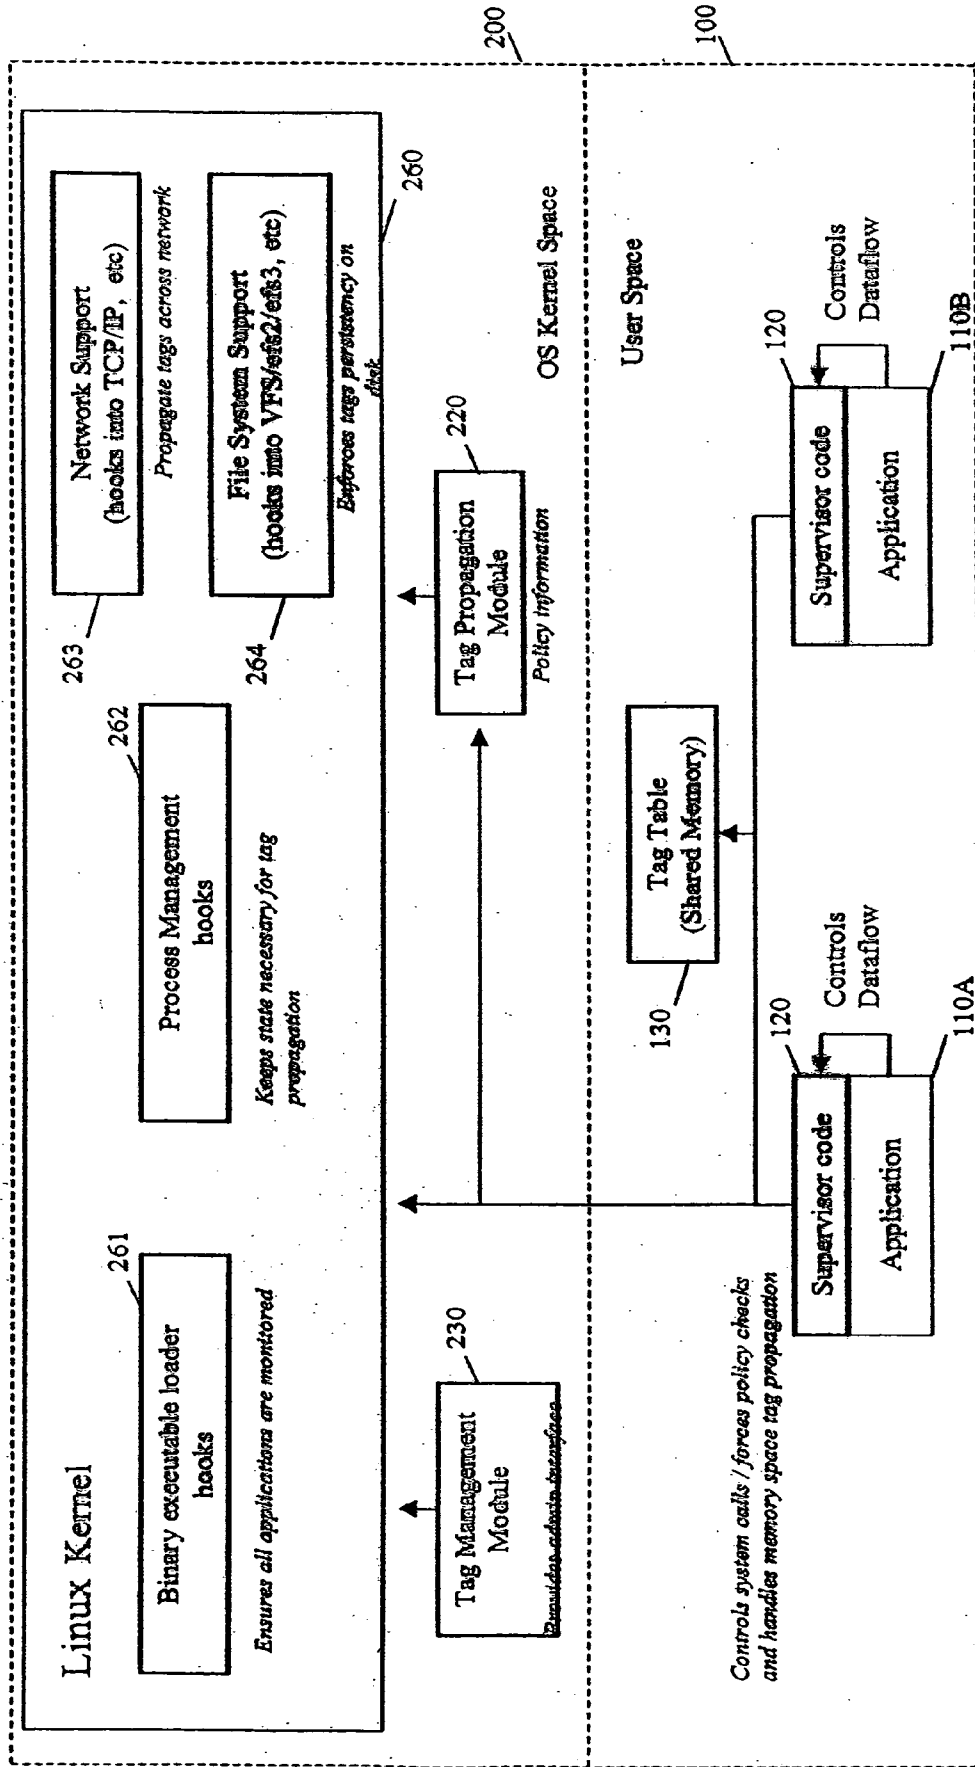 Linux Kernel
261
Binary executable loader
hooks
Ensures all applications are monitored
262
Process Management
hooks
Keeps state necessary for tag
propagation
263
Network Support
(hooks into TCP/IP, etc)
Propagate tags across network
264
File System Support
(hooks into VFS/efs2/efs3, etc)
Enforces tags persistency on
disk
260
230
Tag Management
Module
Provides admin interface
220
Tag Propagation
Module
Policy information
OS Kernel Space
200
User Space
100
130
Tag Table
(Shared Memory)
Controls system calls / forces policy checks
and handles memory space tag propagation
120
Supervisor code
Application
Controls
Dataflow
110A
120
Supervisor code
Application
Controls
Dataflow
110B